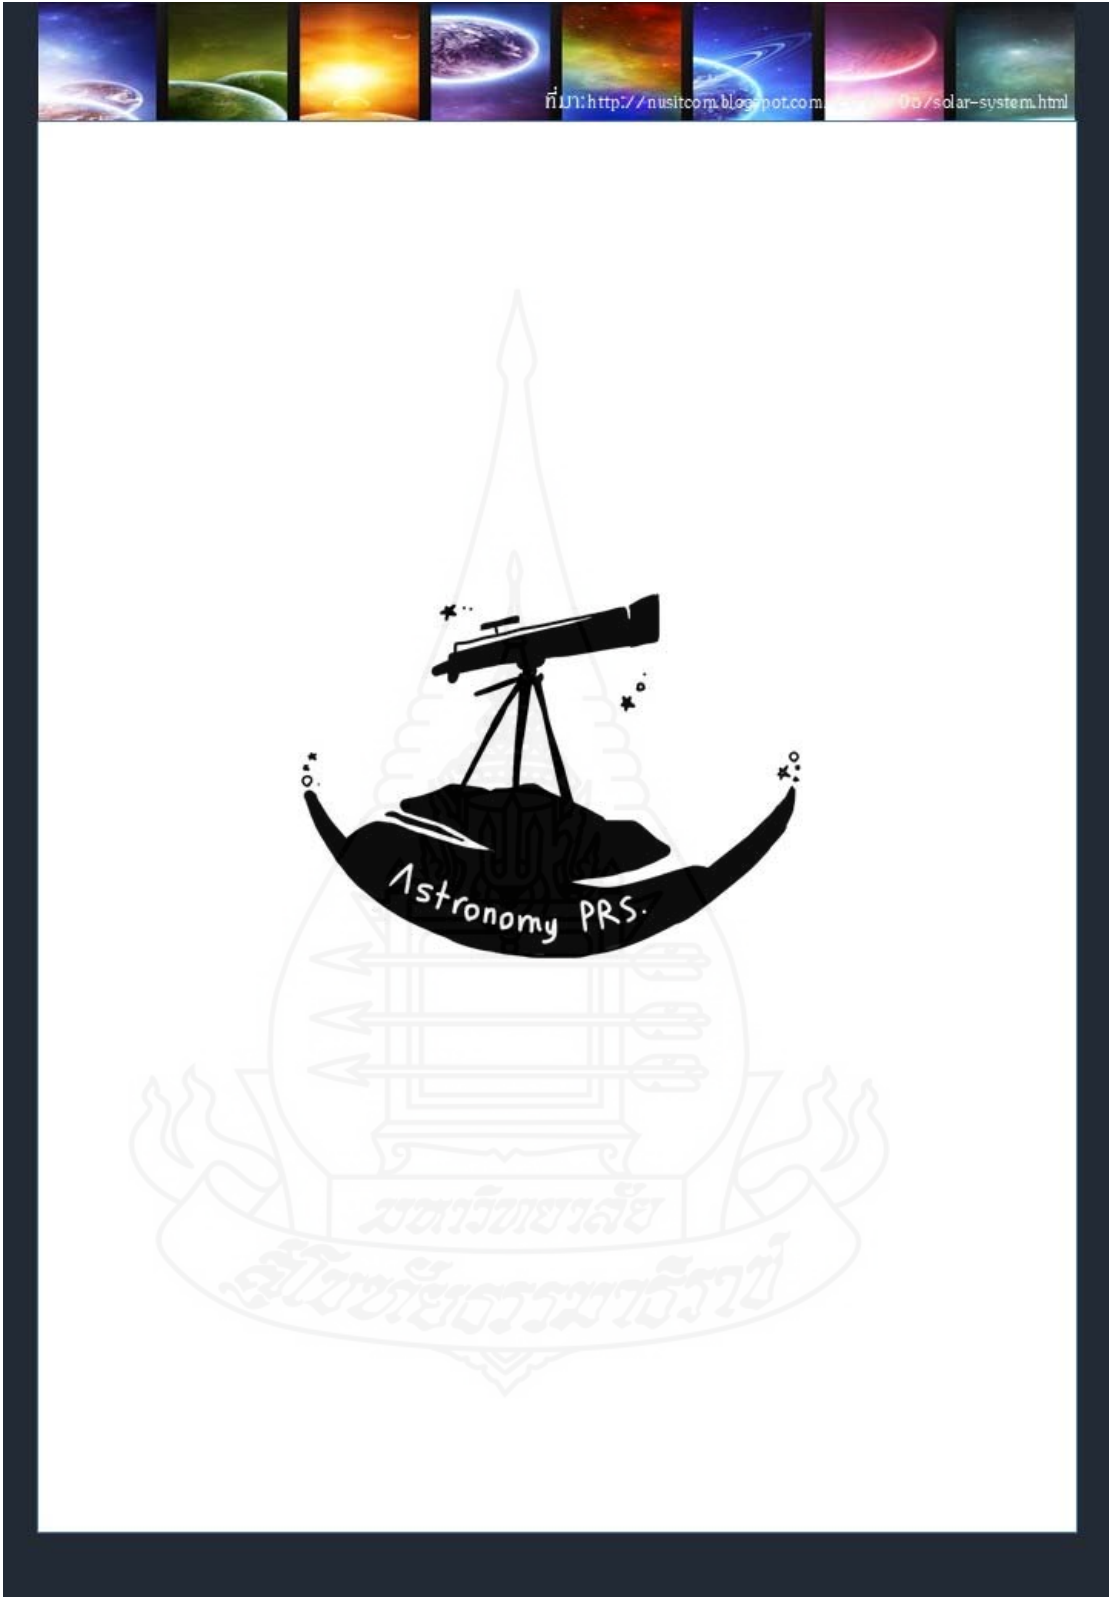 ที่มา:http://nusitcom.blogspot.com
/solar-system.html
Astronomy PRS.
มหาวิทยาลัย
สุโขทัยธรรมาธิราช